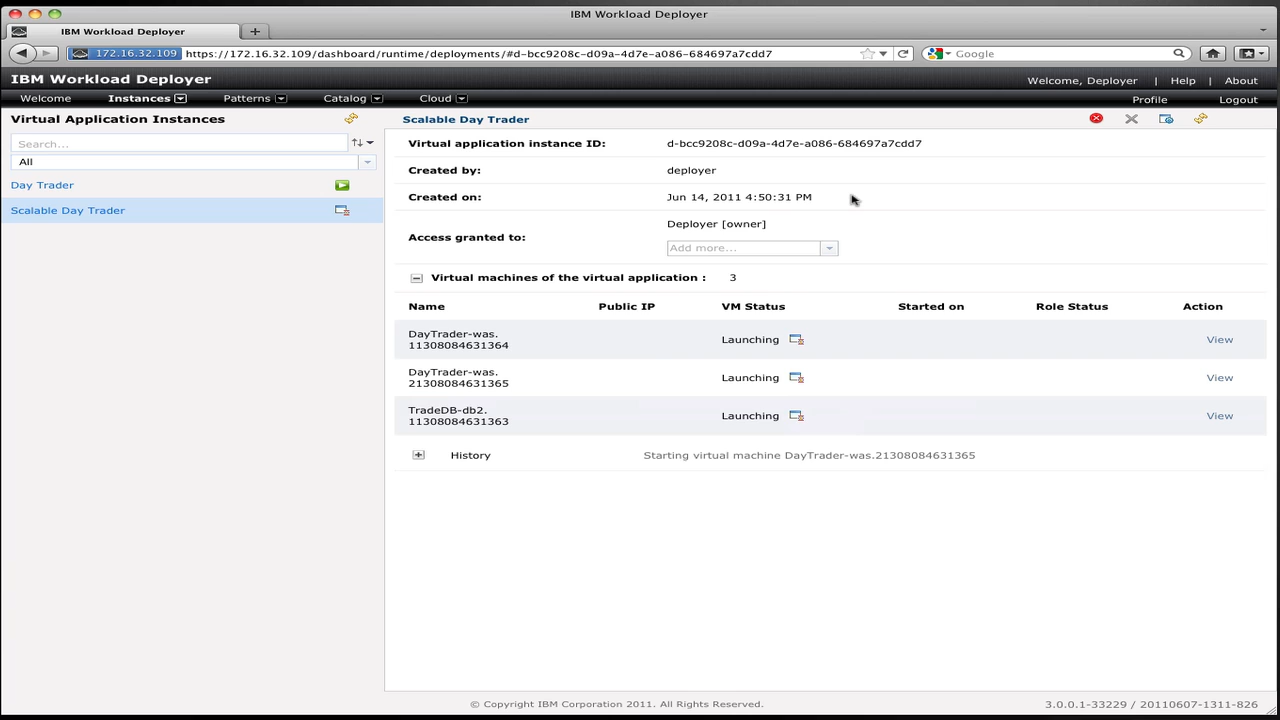 IBM Workload Deployer
IBM Workload Deployer
172.16.32.109 https://172.16.32.109/dashboard/runtime/deployments/#d-bcc9208c-d09a-4d7e-a086-684697a7cdd7 Google
IBM Workload Deployer Welcome, Deployer | Help | About
Welcome Instances Patterns Catalog Cloud Profile Logout
Virtual Application Instances
Search...
All
Day Trader
Scalable Day Trader
Scalable Day Trader
Virtual application instance ID: d-bcc9208c-d09a-4d7e-a086-684697a7cdd7
Created by: deployer
Created on: Jun 14, 2011 4:50:31 PM
Access granted to: Deployer [owner]
Add more...
Virtual machines of the virtual application : 3
Name Public IP VM Status Started on Role Status Action
DayTrader-was.
11308084631364 Launching View
DayTrader-was.
21308084631365 Launching View
TradeDB-db2.
11308084631363 Launching View
History Starting virtual machine DayTrader-was.21308084631365
© Copyright IBM Corporation 2011. All Rights Reserved. 3.0.0.1-33229 / 20110607-1311-826